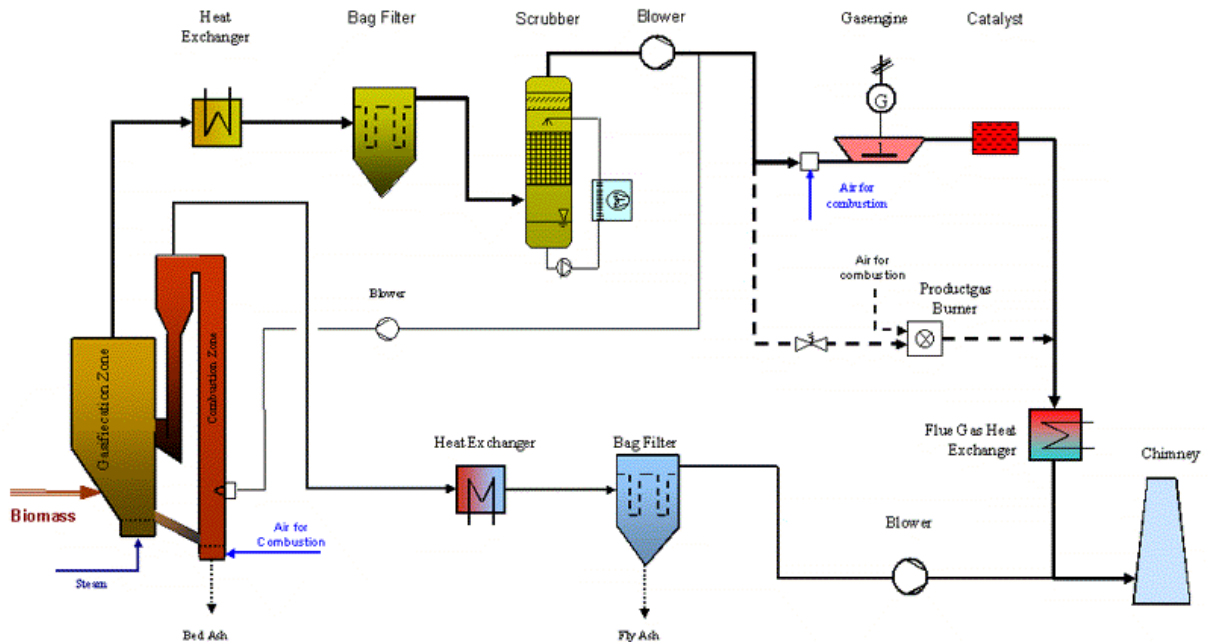 Heat
Exchanger
Bag Filter
Scrubber
Blower
Gasengine
Catalyst
G
Air for
combustion
Air for
combustion
Productgas
Burner
Blower
Gasafiecation Zone
Combustion Zone
Heat Exchanger
Bag Filter
Flue Gas Heat
Exchanger
Chimney
Biomass
Air for
Combustion
Blower
Steam
Bed Ash
Fly Ash